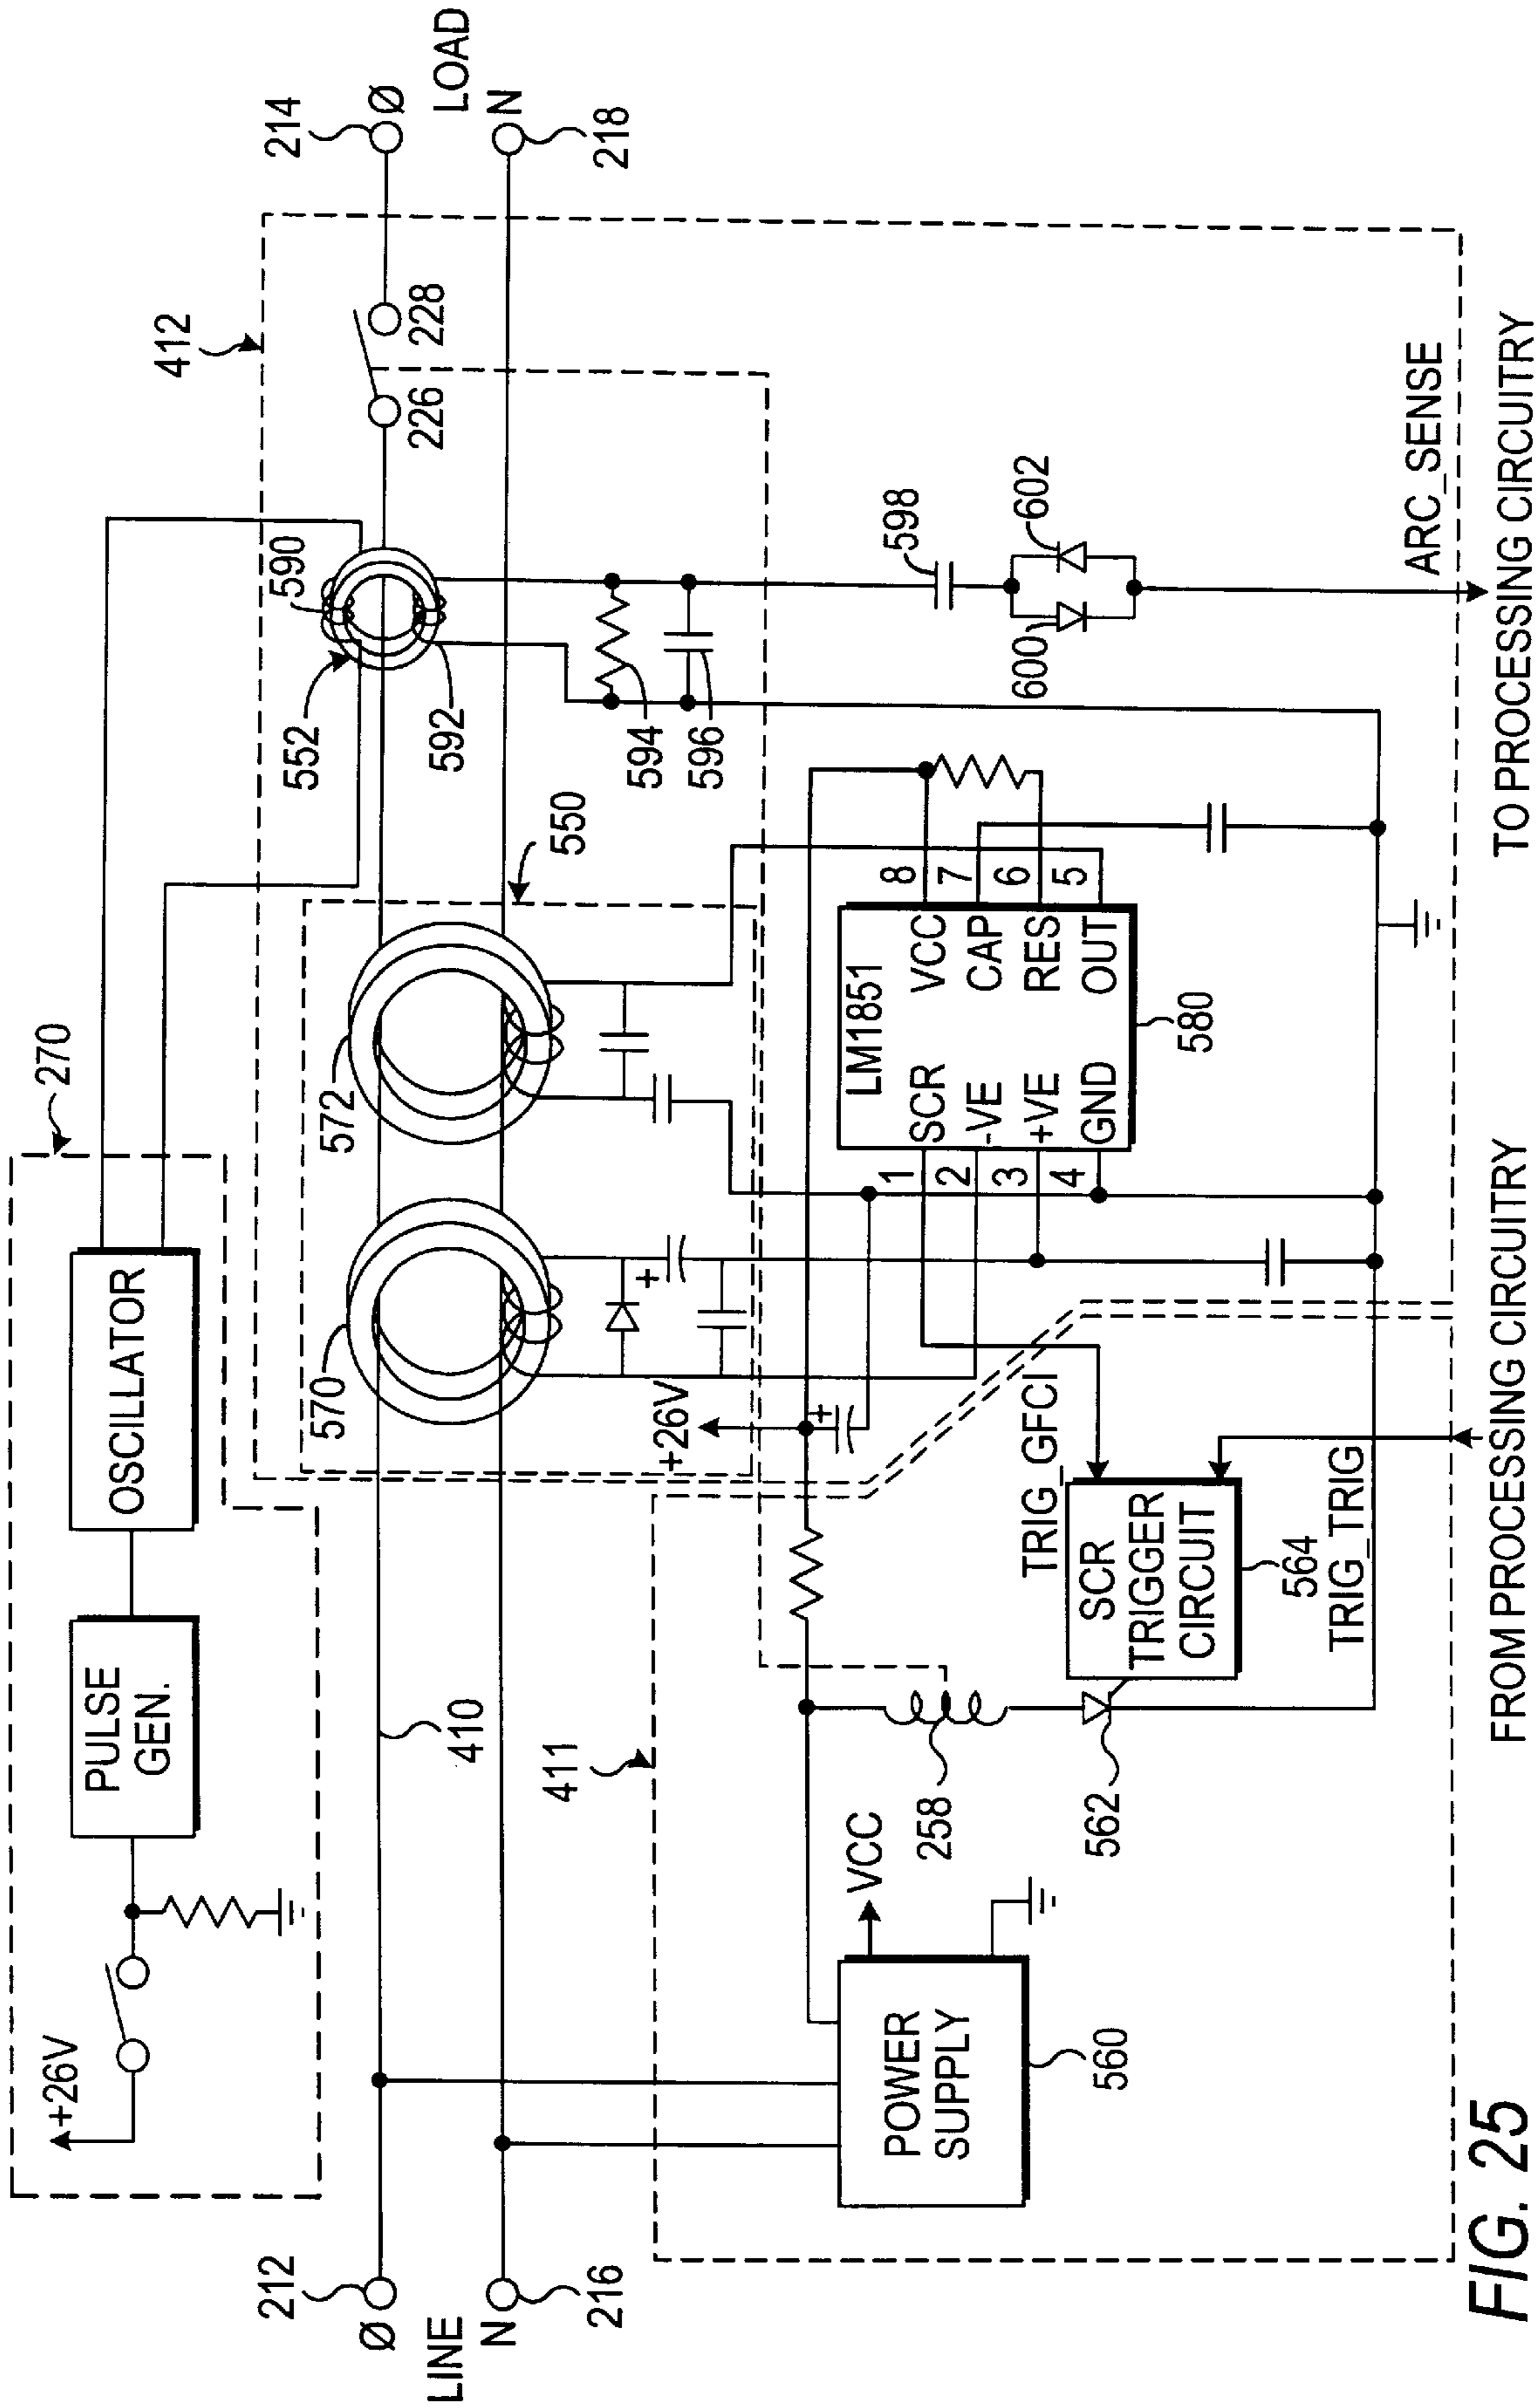 270
+26V
PULSE
GEN.
OSCILLATOR
412
212
Ø
LINE
N
216
410
570
572
550
552
590
592
226
228
214
Ø
LOAD
N
218
594
596
598
600
602
411
+26V
VCC
POWER
SUPPLY
560
258
562
SCR
TRIGGER
CIRCUIT
564
TRIG_GFCI
TRIG_TRIG
LM1851
SCR
-VE
+VE
GND
VCC
CAP
RES
OUT
1
2
3
4
8
7
6
5
580
+
+
ARC_SENSE
FROM PROCESSING CIRCUITRY
TO PROCESSING CIRCUITRY
FIG. 25